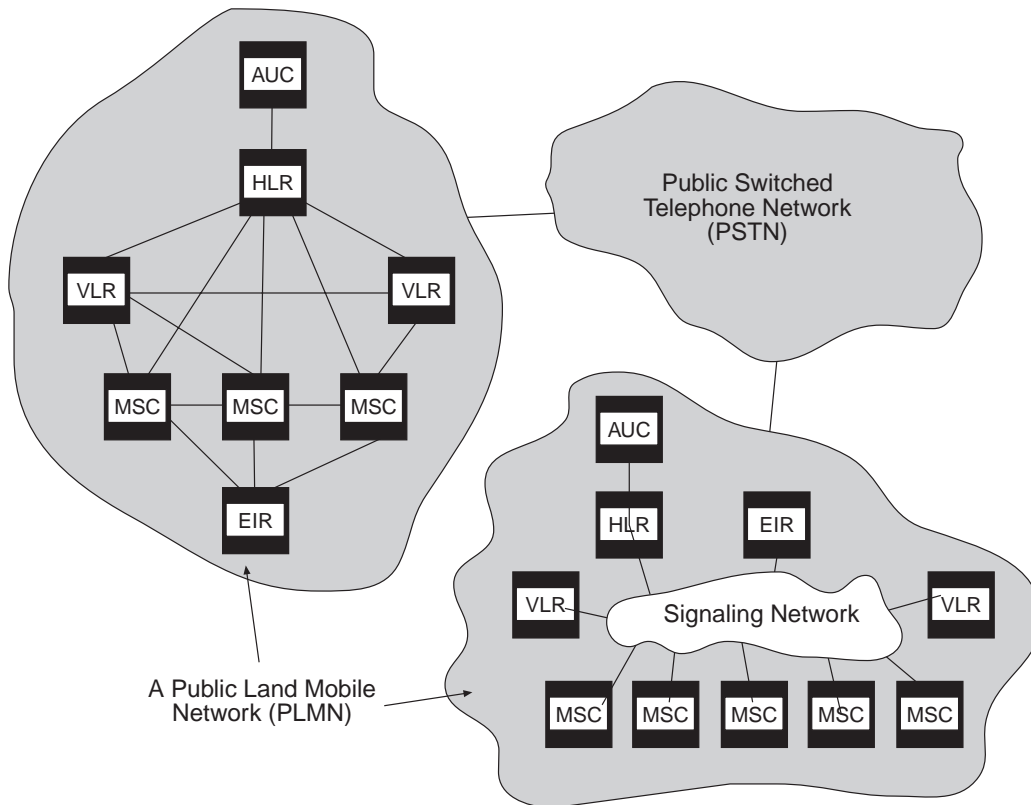 AUC
HLR
VLR
VLR
MSC
MSC
MSC
EIR
Public Switched
Telephone Network
(PSTN)
AUC
HLR
EIR
VLR
Signaling Network
VLR
MSC
MSC
MSC
MSC
MSC
A Public Land Mobile
Network (PLMN)